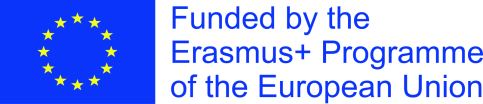 Funded by the
Erasmus+ Programme
of the European Union